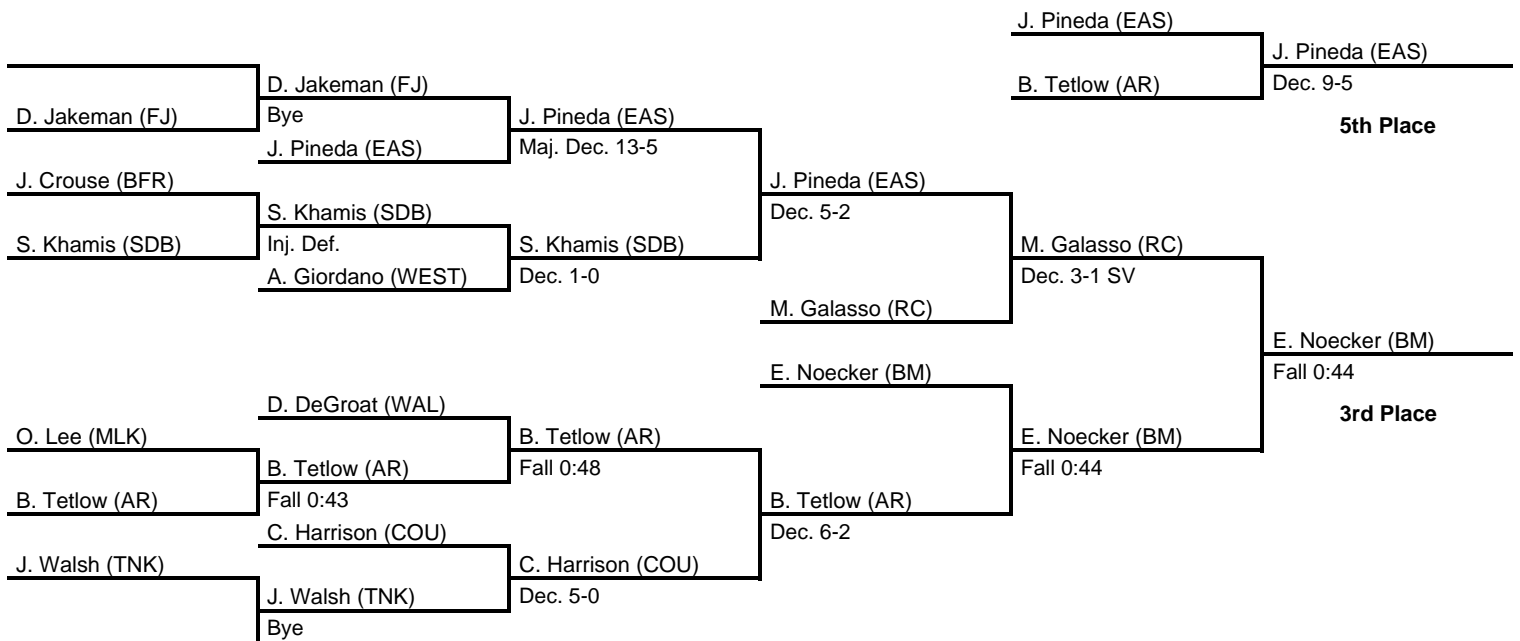 J. Pineda (EAS)
J. Pineda (EAS)
D. Jakeman (FJ)
B. Tetlow (AR)
Dec. 9-5
D. Jakeman (FJ)
Bye
J. Pineda (EAS)
5th Place
J. Pineda (EAS)
Maj. Dec. 13-5
J. Crouse (BFR)
J. Pineda (EAS)
S. Khamis (SDB)
Dec. 5-2
S. Khamis (SDB)
Inj. Def.
S. Khamis (SDB)
M. Galasso (RC)
A. Giordano (WEST)
Dec. 1-0
Dec. 3-1 SV
M. Galasso (RC)
E. Noecker (BM)
E. Noecker (BM)
Fall 0:44
D. DeGroat (WAL)
3rd Place
O. Lee (MLK)
B. Tetlow (AR)
E. Noecker (BM)
B. Tetlow (AR)
Fall 0:48
Fall 0:44
B. Tetlow (AR)
Fall 0:43
B. Tetlow (AR)
C. Harrison (COU)
Dec. 6-2
J. Walsh (TNK)
C. Harrison (COU)
J. Walsh (TNK)
Dec. 5-0
Bye